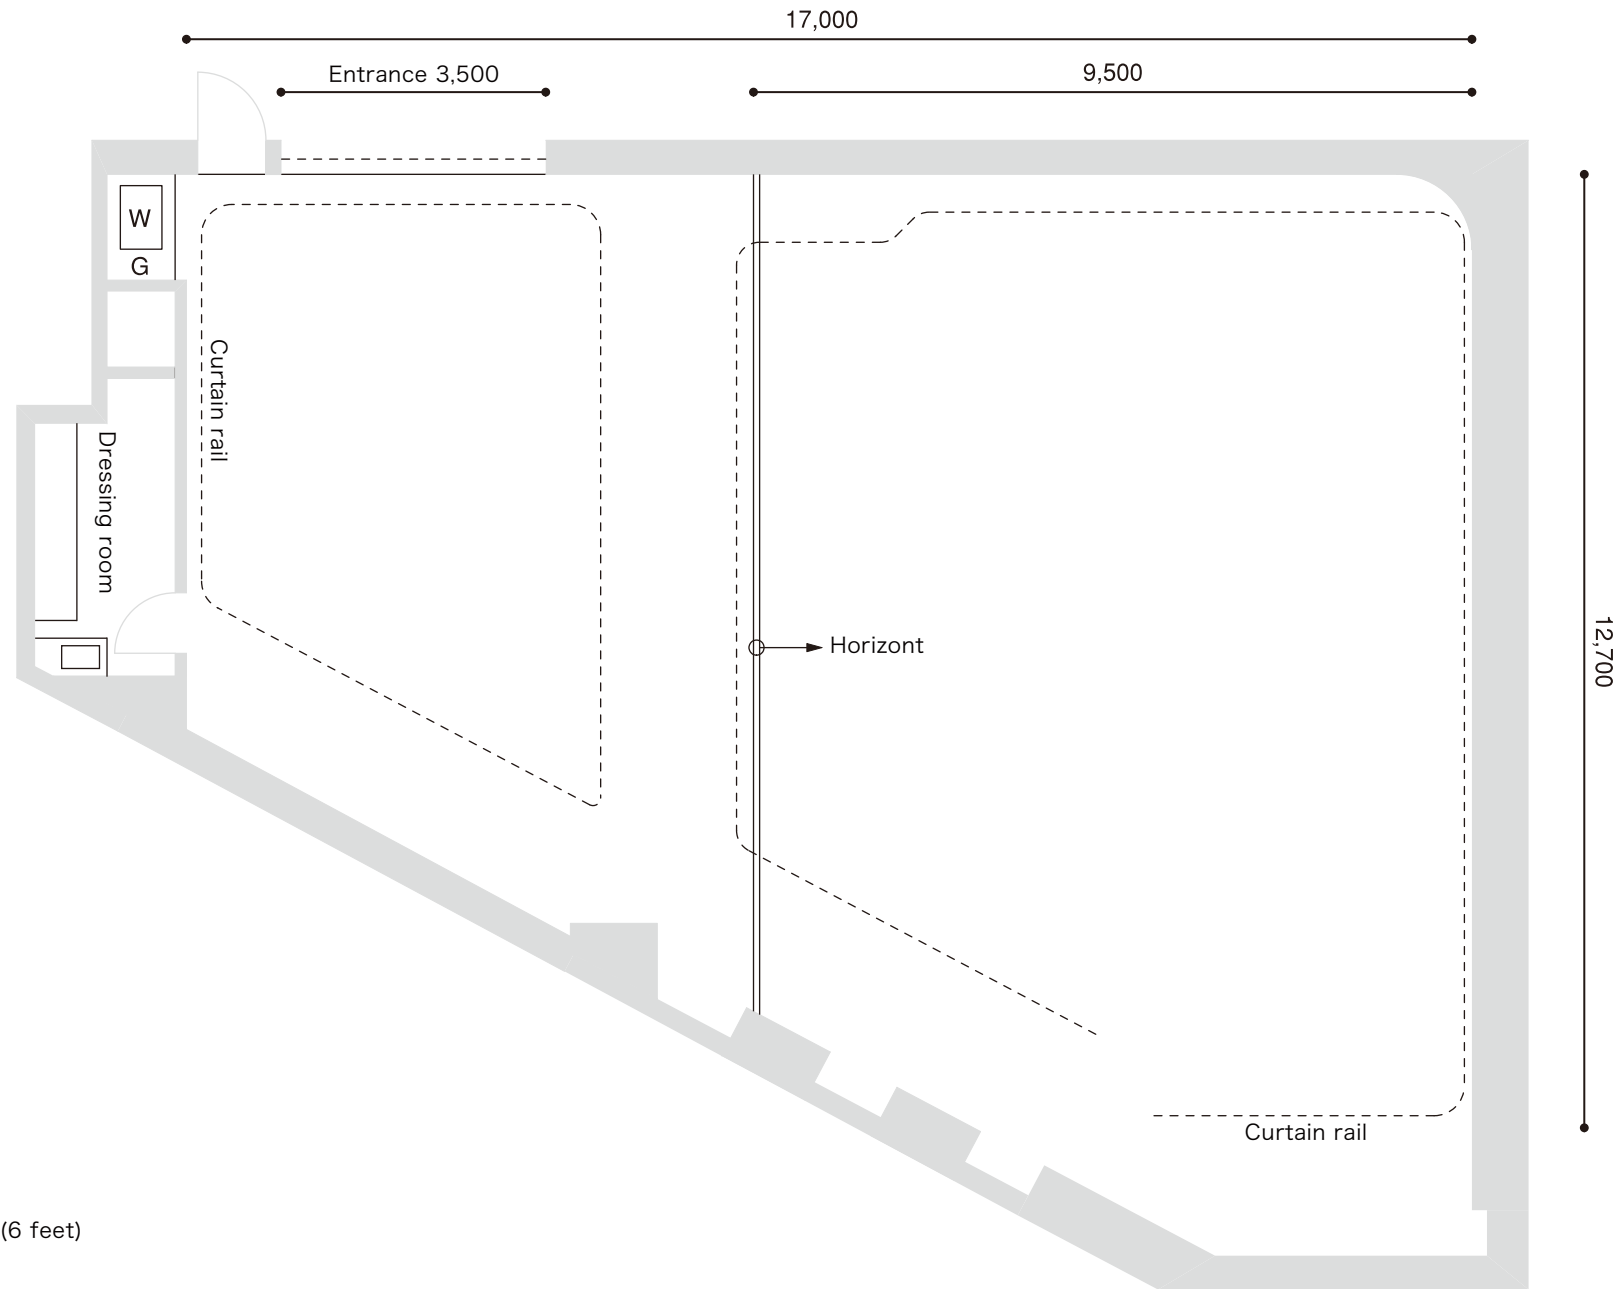 17,000
Entrance 3,500
9,500
W
G
Curtain rail
Dressing room
Horizont
12,700
Curtain rail
(6 feet)